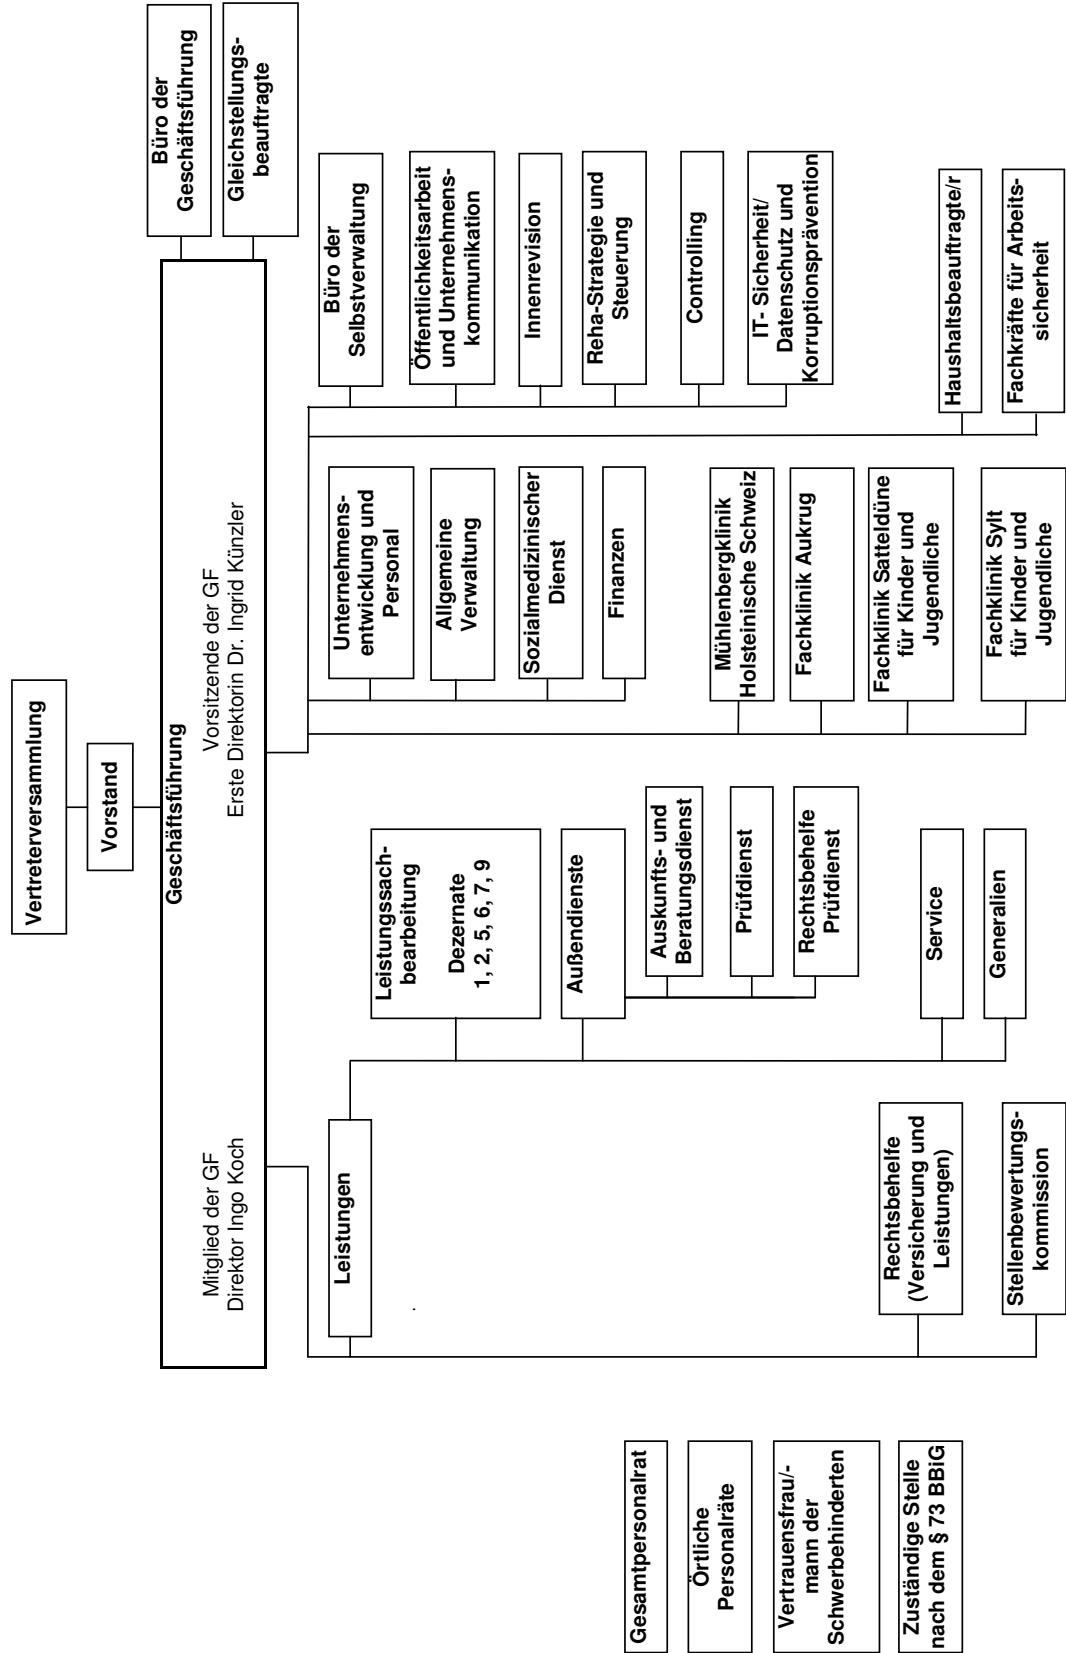 Vertreterversammlung
Vorstand
Geschäftsführung
Mitglied der GF
Direktor Ingo Koch
Vorsitzende der GF
Erste Direktorin Dr. Ingrid Künzler
Büro der
Geschäftsführung
Gleichstellungs-
beauftragte
Gesamtpersonalrat
Örtliche
Personalräte
Vertrauensfrau/-
mann der
Schwerbehinderten
Zuständige Stelle
nach dem § 73 BBiG
Leistungen
Rechtsbehelfe
(Versicherung und
Leistungen)
Stellenbewertungs-
kommission
Leistungssach-
bearbeitung
Dezernate
1, 2, 5, 6, 7, 9
Außendienste
Auskunfts- und
Beratungsdienst
Prüfdienst
Rechtsbehelfe
Prüfdienst
Service
Generalien
Unternehmens-
entwicklung und
Personal
Allgemeine
Verwaltung
Sozialmedizinischer
Dienst
Finanzen
Mühlenbergklinik
Holsteinische Schweiz
Fachklinik Aukrug
Fachklinik Satteldüne
für Kinder und
Jugendliche
Fachklinik Sylt
für Kinder und
Jugendliche
Büro der
Selbstverwaltung
Öffentlichkeitsarbeit
und Unternehmens-
kommunikation
Innenrevision
Reha-Strategie und
Steuerung
Controlling
IT- Sicherheit/
Datenschutz und
Korruptionsprävention
Haushaltsbeauftragte/r
Fachkräfte für Arbeits-
sicherheit